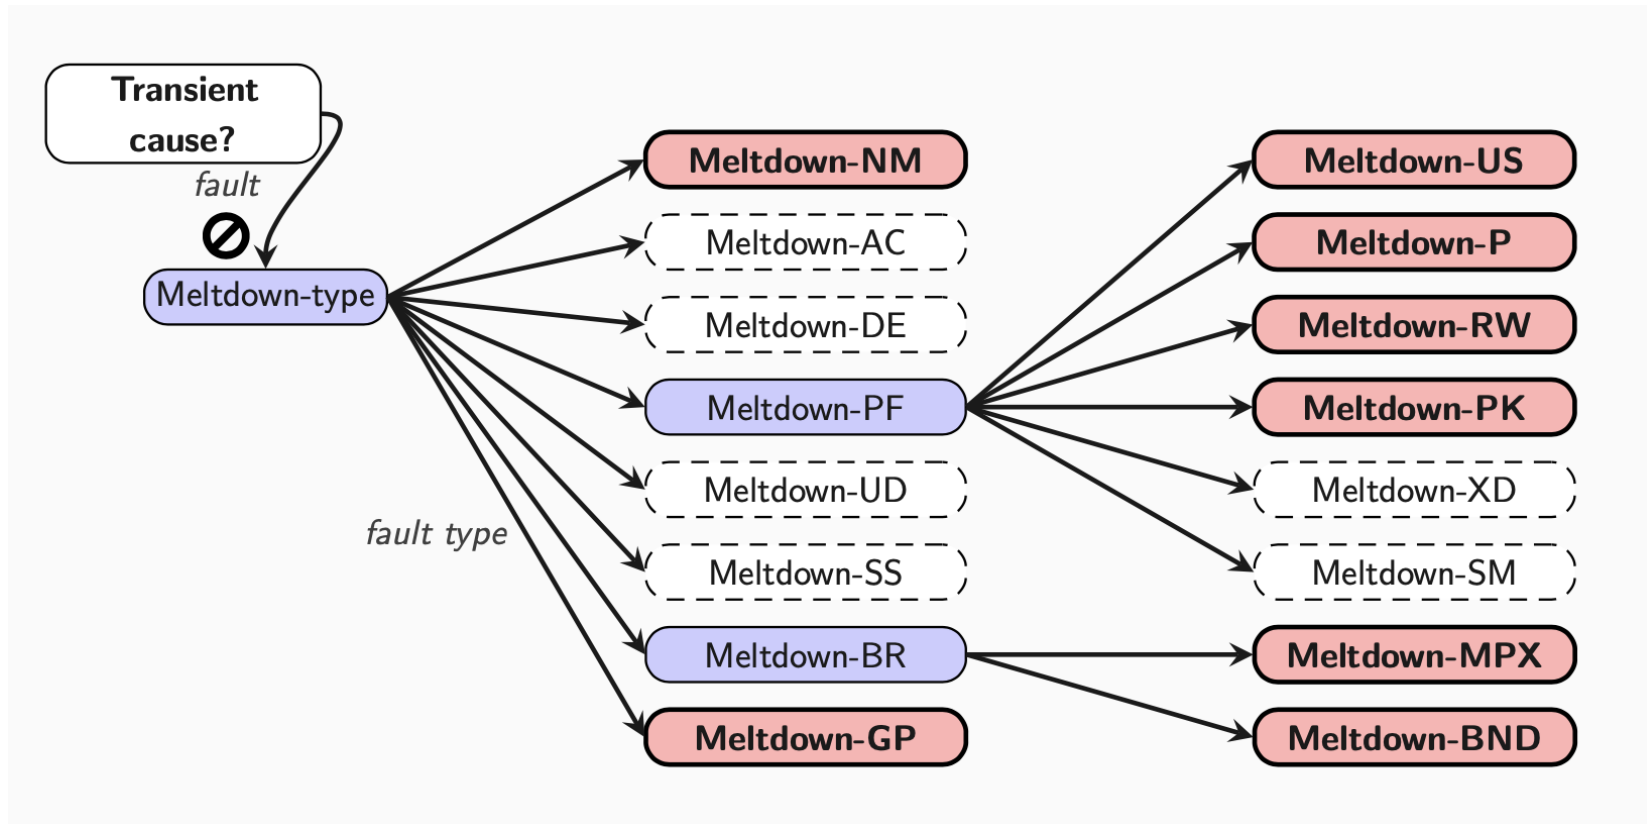 Transient
cause?
fault
Meltdown-type
fault type
Meltdown-NM
Meltdown-AC
Meltdown-DE
Meltdown-PF
Meltdown-UD
Meltdown-SS
Meltdown-BR
Meltdown-GP
Meltdown-US
Meltdown-P
Meltdown-RW
Meltdown-PK
Meltdown-XD
Meltdown-SM
Meltdown-MPX
Meltdown-BND